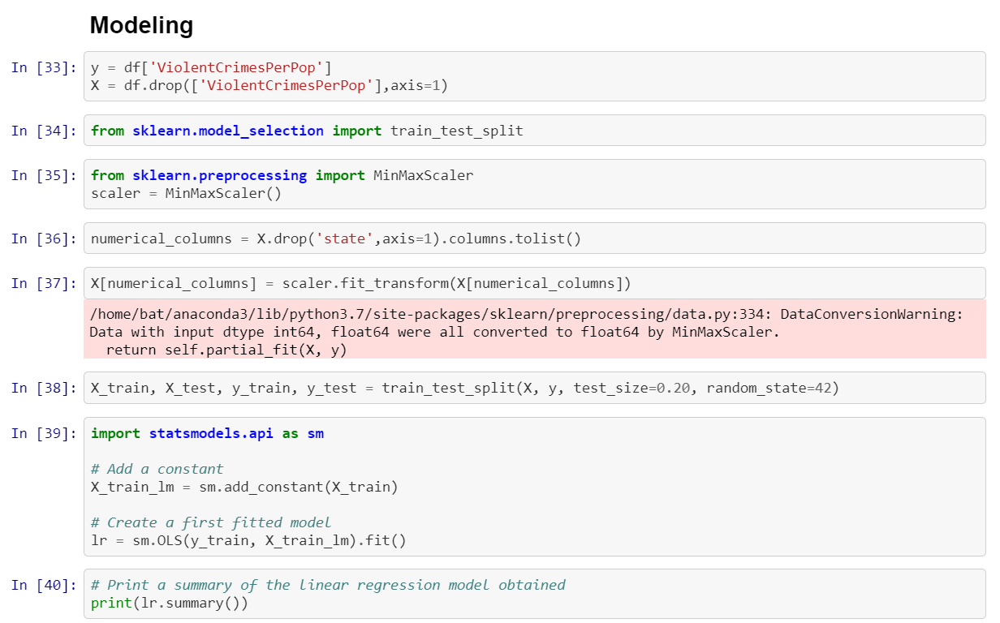 Modeling
In [33]: y = df['ViolentCrimesPerPop']
X = df.drop(['ViolentCrimesPerPop'],axis=1)
In [34]: from sklearn.model_selection import train_test_split
In [35]: from sklearn.preprocessing import MinMaxScaler
scaler = MinMaxScaler()
In [36]: numerical_columns = X.drop('state',axis=1).columns.tolist()
In [37]: X[numerical_columns] = scaler.fit_transform(X[numerical_columns])
/home/bat/anaconda3/lib/python3.7/site-packages/sklearn/preprocessing/data.py:334: DataConversionWarning:
Data with input dtype int64, float64 were all converted to float64 by MinMaxScaler.
  return self.partial_fit(X, y)
In [38]: X_train, X_test, y_train, y_test = train_test_split(X, y, test_size=0.20, random_state=42)
In [39]: import statsmodels.api as sm
# Add a constant
X_train_lm = sm.add_constant(X_train)
# Create a first fitted model
lr = sm.OLS(y_train, X_train_lm).fit()
In [40]: # Print a summary of the linear regression model obtained
print(lr.summary())